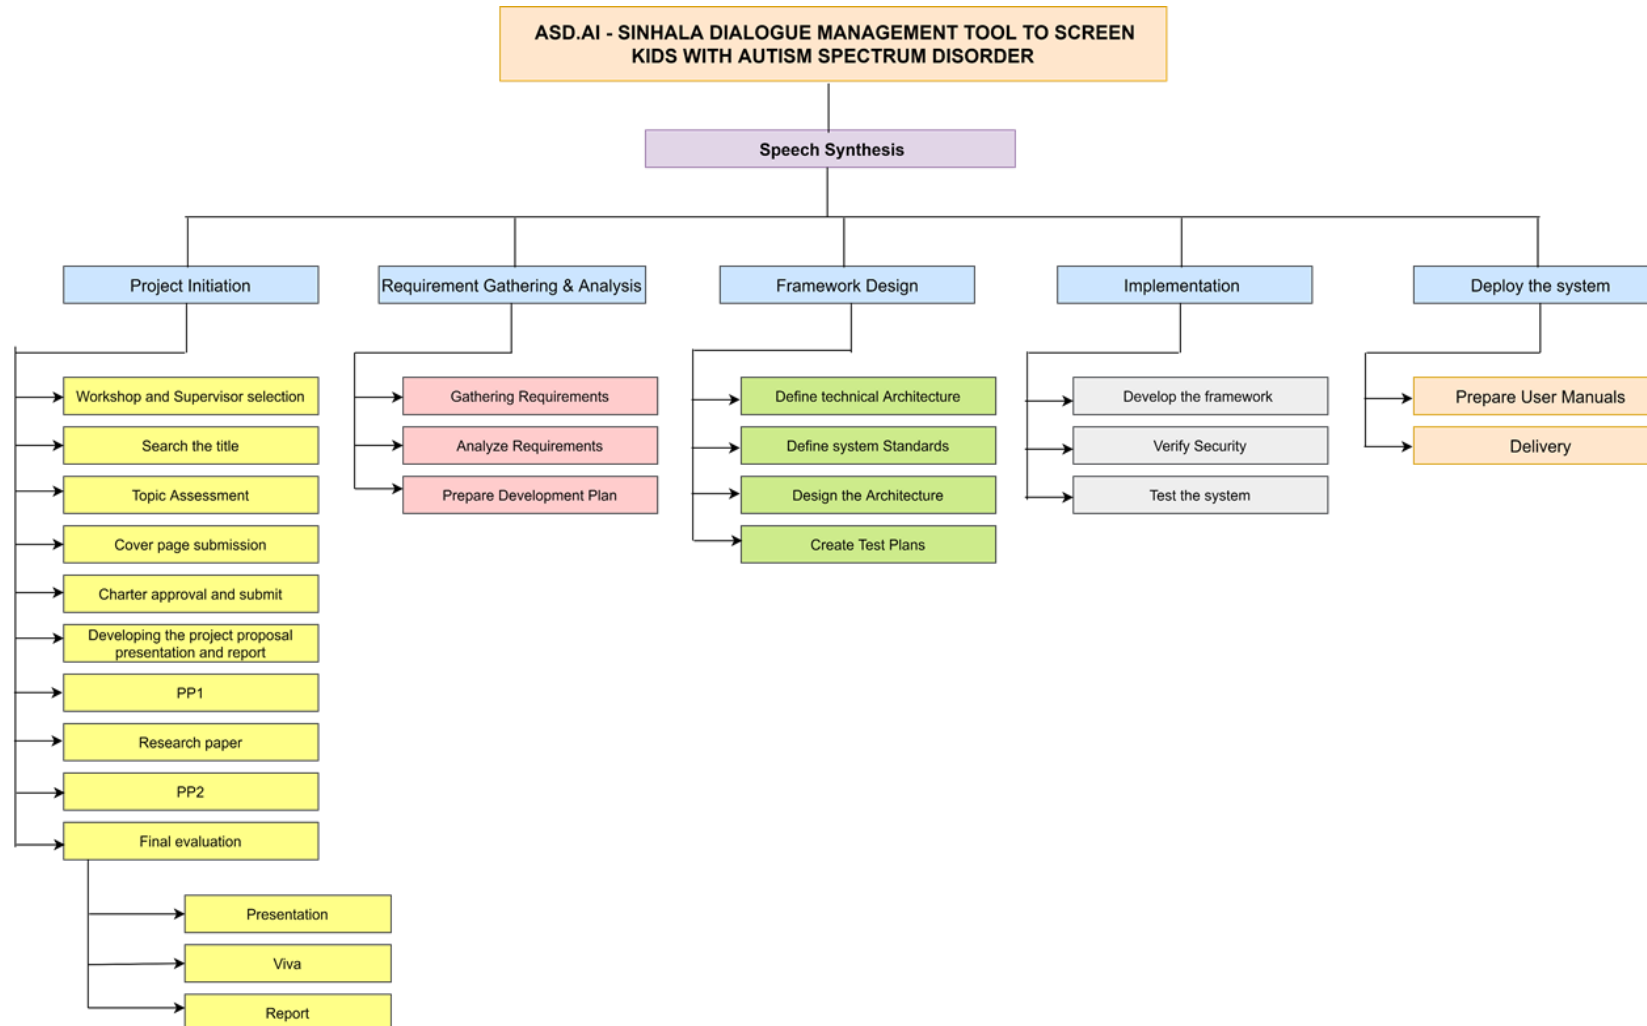 ASD.AI - SINHALA DIALOGUE MANAGEMENT TOOL TO SCREEN
KIDS WITH AUTISM SPECTRUM DISORDER
Speech Synthesis
Project Initiation
Requirement Gathering & Analysis
Framework Design
Implementation
Deploy the system
Workshop and Supervisor selection
Search the title
Topic Assessment
Cover page submission
Charter approval and submit
Developing the project proposal
presentation and report
PP1
Research paper
PP2
Final evaluation
Presentation
Viva
Report
Gathering Requirements
Analyze Requirements
Prepare Development Plan
Define technical Architecture
Define system Standards
Design the Architecture
Create Test Plans
Develop the framework
Verify Security
Test the system
Prepare User Manuals
Delivery